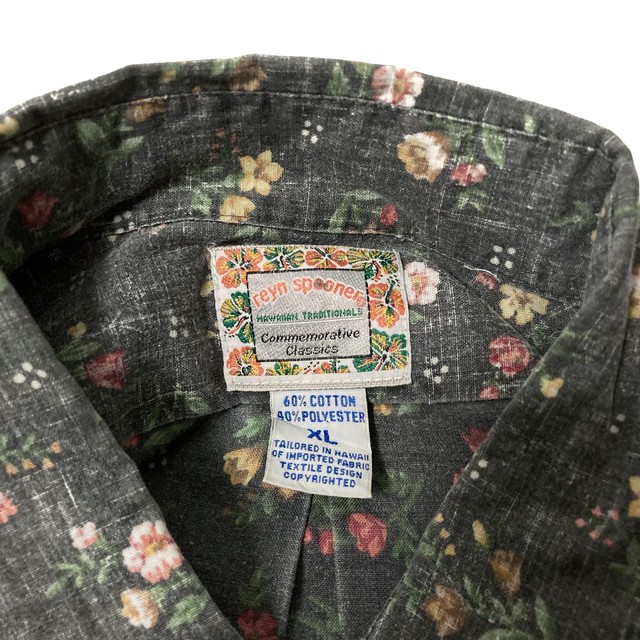 reyn spooner®
HAWAIIAN TRADITIONALS
Commemorative
Classics
60% COTTON
40% POLYESTER
XL
TAILORED IN HAWAII
OF IMPORTED FABRIC
TEXTILE DESIGN
COPYRIGHTED